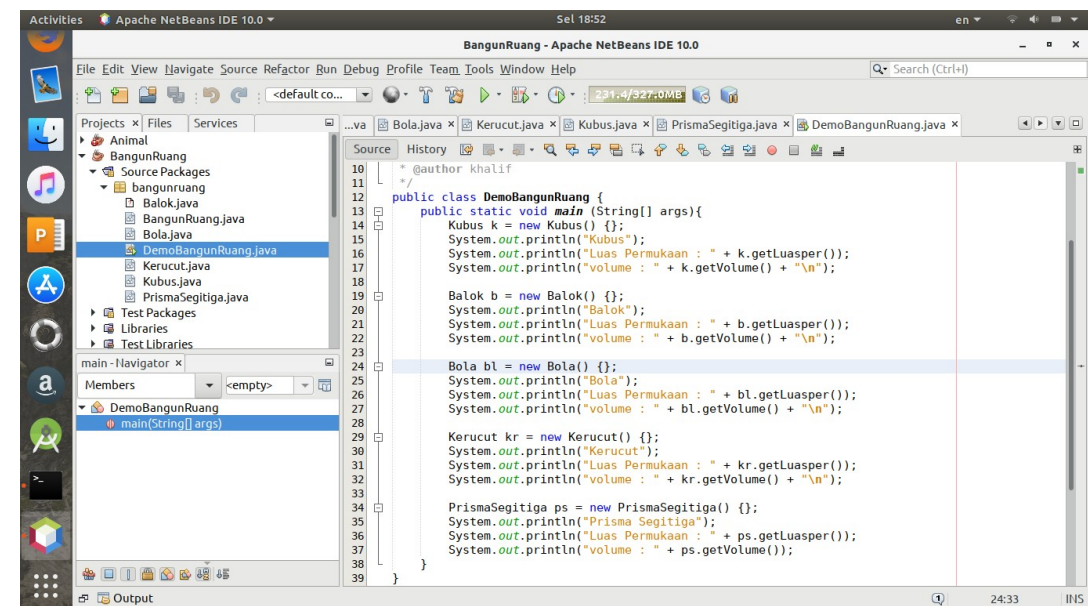 Activities Apache NetBeans IDE 10.0 Sel 18:52 en
BangunRuang - Apache NetBeans IDE 10.0
File Edit View Navigate Source Refactor Run Debug Profile Team Tools Window Help Search (Ctrl+I)
<default co... 231.4/327.0MB
Projects Files Services
...va Bola.java Kerucut.java Kubus.java PrismaSegitiga.java DemoBangunRuang.java
Source History
Animal
BangunRuang
Source Packages
bangunruang
Balok.java
BangunRuang.java
Bola.java
DemoBangunRuang.java
Kerucut.java
Kubus.java
PrismaSegitiga.java
Test Packages
Libraries
Test Libraries
main - Navigator
Members <empty>
DemoBangunRuang
main(String[] args)
10 * @author khalif
11 */
12 public class DemoBangunRuang {
13 public static void main (String[] args){
14 Kubus k = new Kubus() {};
15 System.out.println("Kubus");
16 System.out.println("Luas Permukaan : " + k.getLuasper());
17 System.out.println("volume : " + k.getVolume() + "\n");
18
19 Balok b = new Balok() {};
20 System.out.println("Balok");
21 System.out.println("Luas Permukaan : " + b.getLuasper());
22 System.out.println("volume : " + b.getVolume() + "\n");
23
24 Bola bl = new Bola() {};
25 System.out.println("Bola");
26 System.out.println("Luas Permukaan : " + bl.getLuasper());
27 System.out.println("volume : " + bl.getVolume() + "\n");
28
29 Kerucut kr = new Kerucut() {};
30 System.out.println("Kerucut");
31 System.out.println("Luas Permukaan : " + kr.getLuasper());
32 System.out.println("volume : " + kr.getVolume() + "\n");
33
34 PrismaSegitiga ps = new PrismaSegitiga() {};
35 System.out.println("Prisma Segitiga");
36 System.out.println("Luas Permukaan : " + ps.getLuasper());
37 System.out.println("volume : " + ps.getVolume());
38 }
39 }
Output 1 24:33 INS